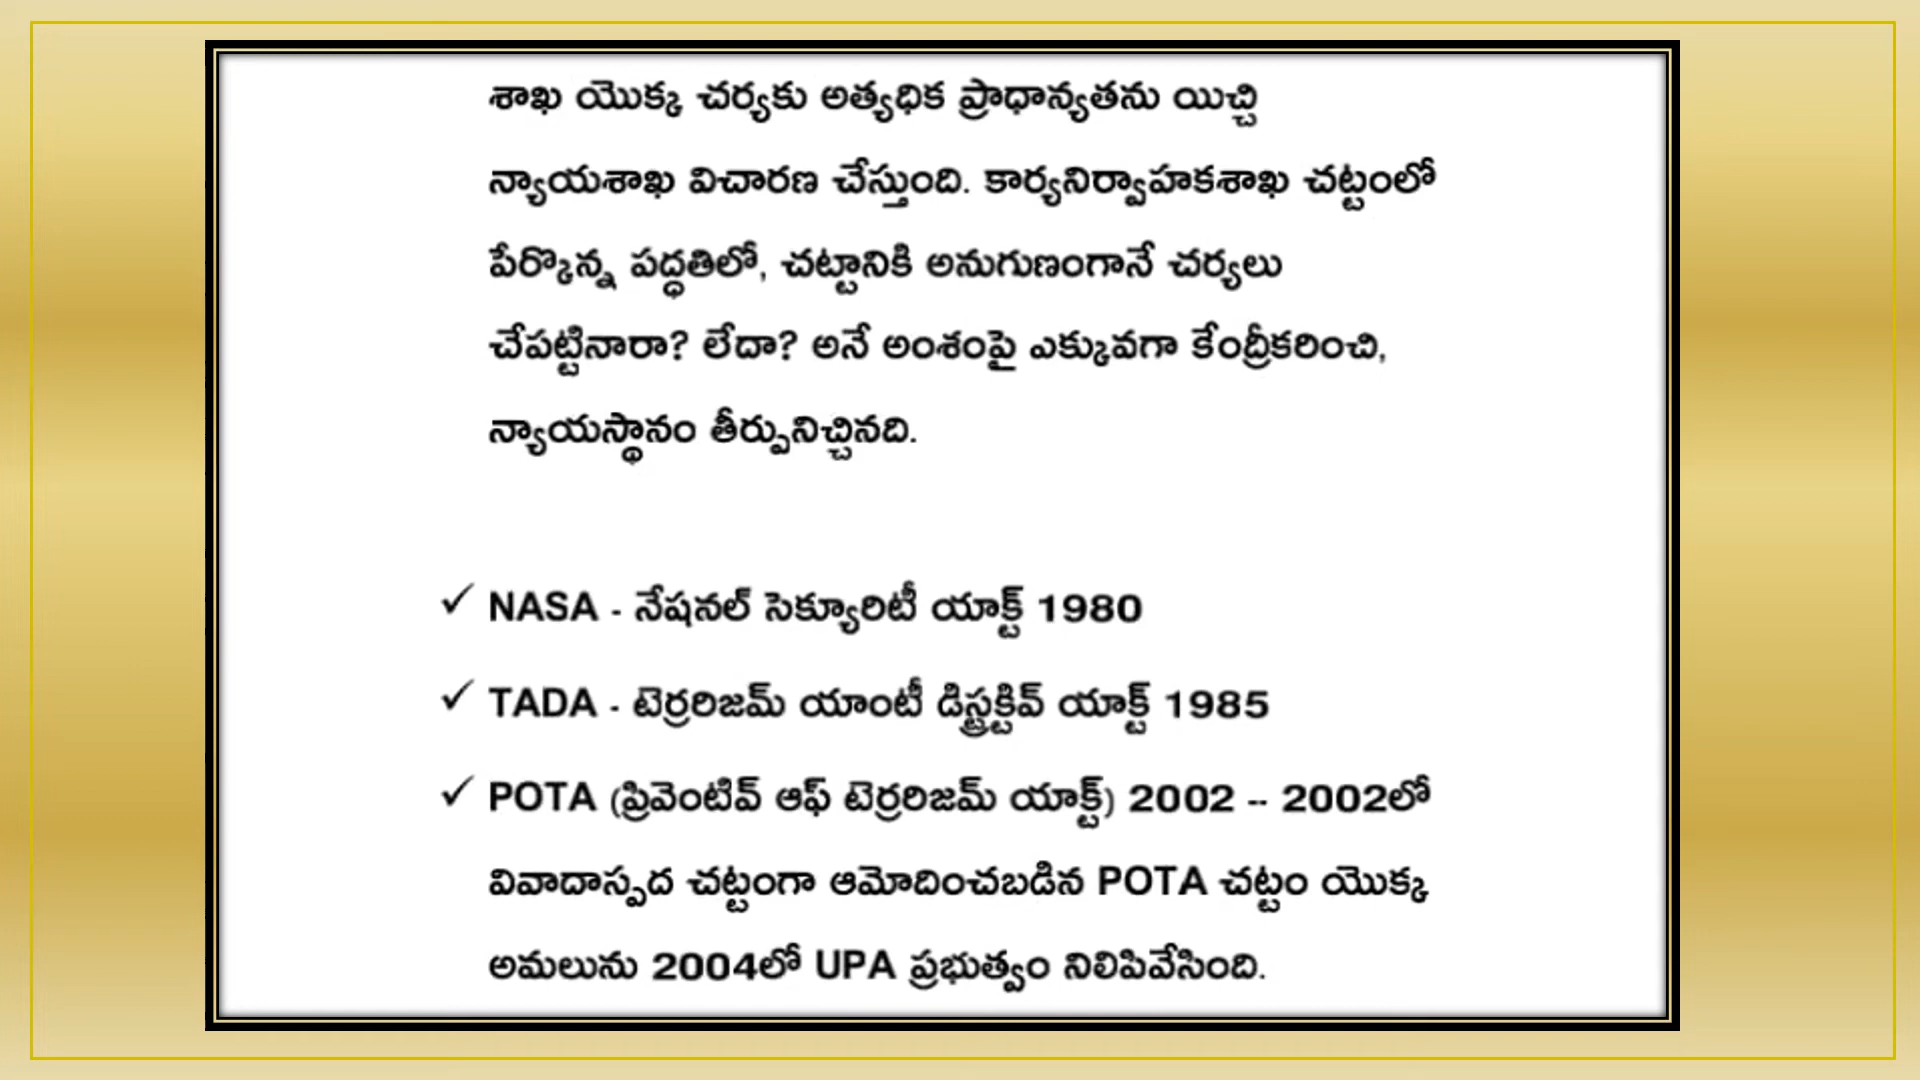 శాఖ యొక్క చర్యకు అత్యధిక ప్రాధాన్యతను యిచ్చి
న్యాయశాఖ విచారణ చేస్తుంది. కార్యనిర్వాహకశాఖ చట్టంలో
పేర్కొన్న పద్ధతిలో, చట్టానికి అనుగుణంగానే చర్యలు
చేపట్టినారా? లేదా? అనే అంశంపై ఎక్కువగా కేంద్రీకరించి,
న్యాయస్థానం తీర్పునిచ్చినది.
✓ NASA - నేషనల్ సెక్యూరిటీ యాక్ట్ 1980
✓ TADA - టెర్రరిజమ్ యాంటీ డిస్ట్రక్టివ్ యాక్ట్ 1985
✓ POTA (ప్రివెంటివ్ ఆఫ్ టెర్రరిజమ్ యాక్ట్) 2002 -- 2002లో
వివాదాస్పద చట్టంగా ఆమోదించబడిన POTA చట్టం యొక్క
అమలును 2004లో UPA ప్రభుత్వం నిలిపివేసింది.